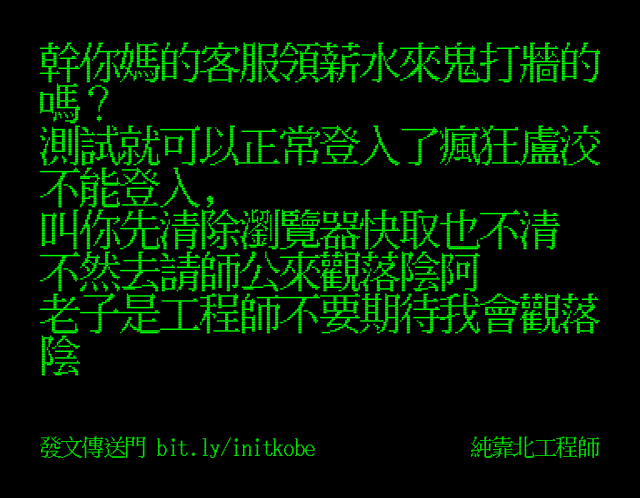 幹你媽的客服領薪水來鬼打牆的
嗎？
測試就可以正常登入了瘋狂盧洨
不能登入，
叫你先清除瀏覽器快取也不清
不然去請師公來觀落陰阿
老子是工程師不要期待我會觀落
陰
發文傳送門 bit.ly/initkobe
純靠北工程師